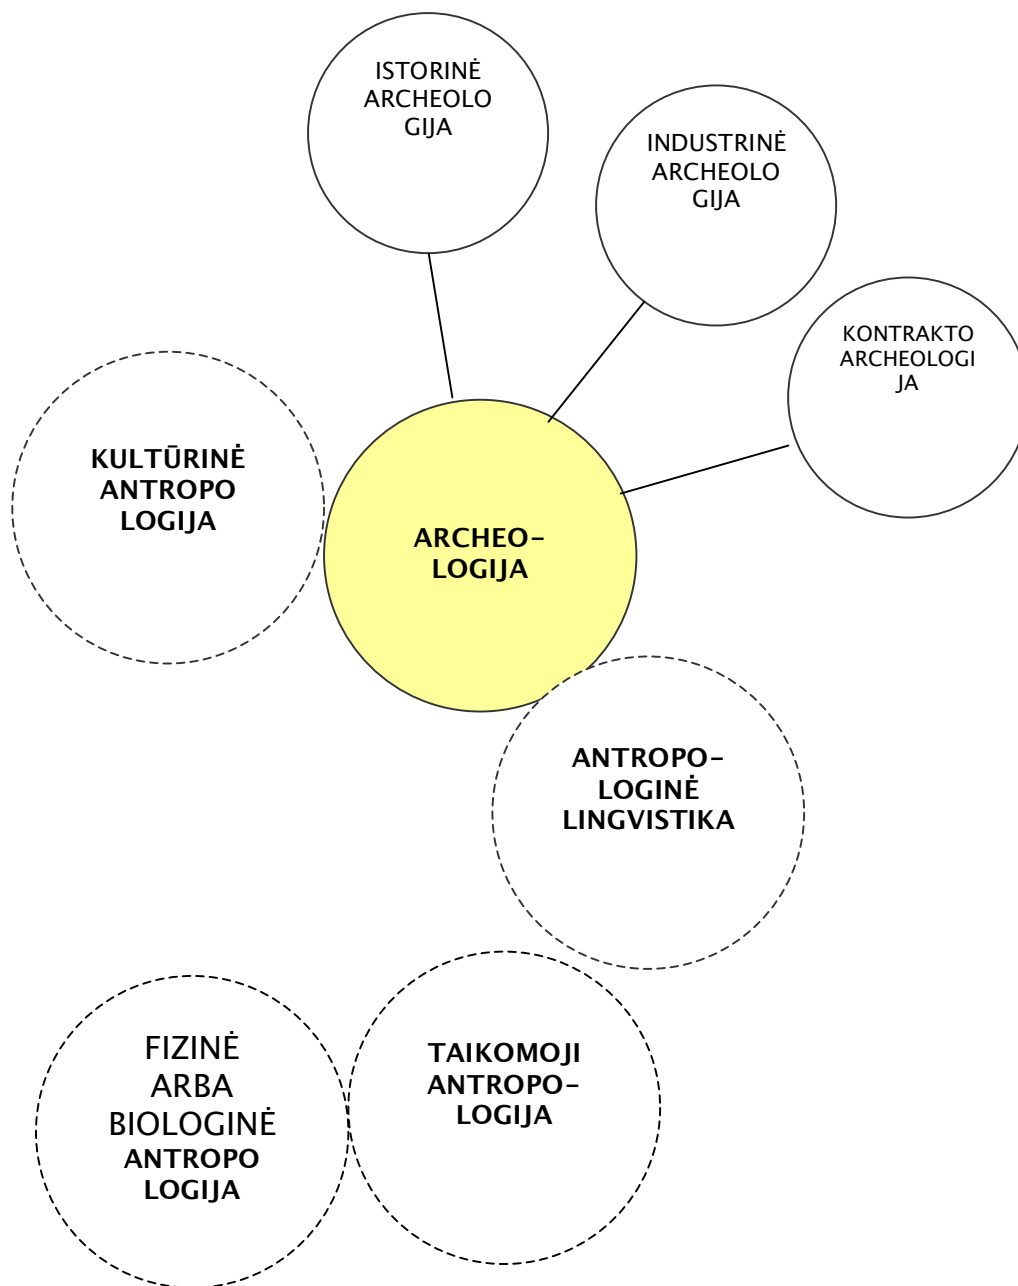 ISTORINĖ
ARCHEOLO
GIJA
INDUSTRINĖ
ARCHEOLO
GIJA
KONTRAKTO
ARCHEOLOGI
JA
KULTŪRINĖ
ANTROPO
LOGIJA
ARCHEO–
LOGIJA
ANTROPO–
LOGINĖ
LINGVISTIKA
FIZINĖ
ARBA
BIOLOGINĖ
ANTROPO
LOGIJA
TAIKOMOJI
ANTROPO–
LOGIJA